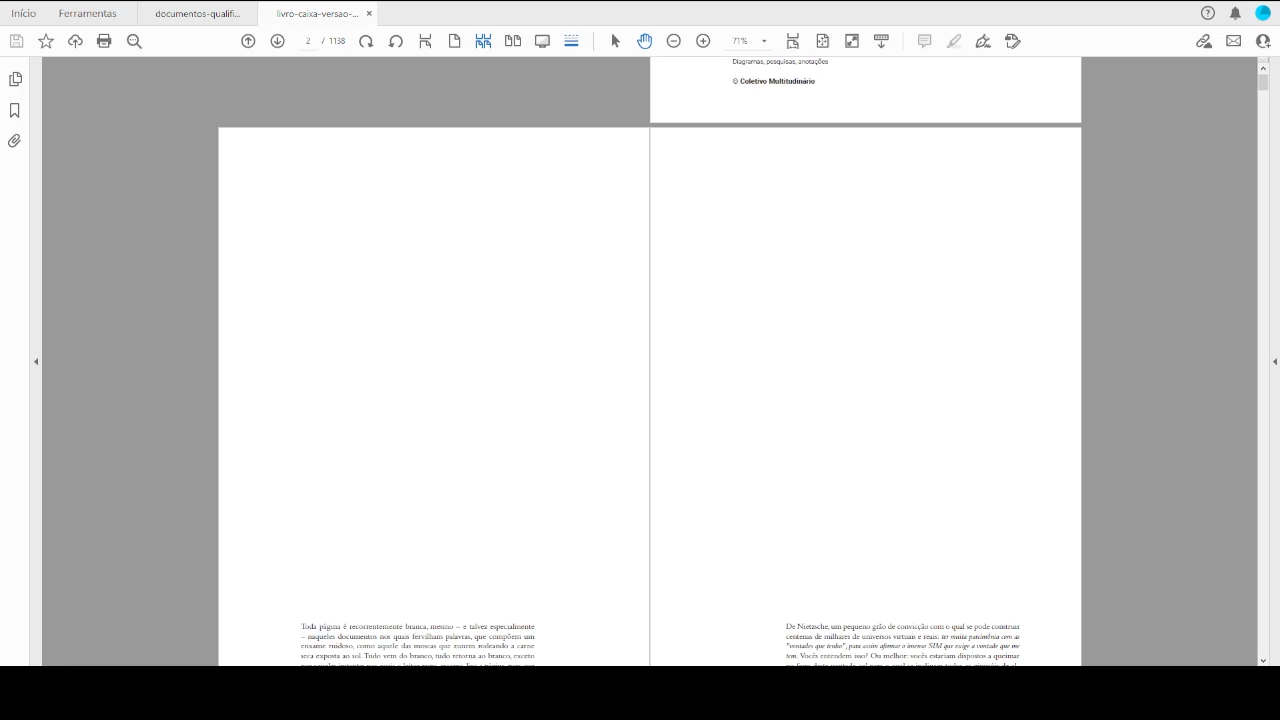 Início Ferramentas documentos-qualifi... livro-caixa-versao-...
2 / 1138 71%
Diagramas, pesquisas, anotações
© Coletivo Multitudinário
Toda página é recorrentemente branca, mesmo – e talvez especialmente
– naqueles documentos nos quais fervilham palavras, que compõem um
enxame ruidoso, como aquele das moscas que zunem rodeando a carne
seca exposta ao sol. Tudo vem do branco, tudo retorna ao branco, exceto
De Nietzsche, um pequeno grão de convicção com o qual se pode construir
centenas de milhares de universos virtuais e reais: ter muita parcimônia com as
"verdades que tenho", para assim afirmar o imenso SIM que exige a vontade que me
tem. Vocês entendem isso? Ou melhor: vocês estariam dispostos a queimar